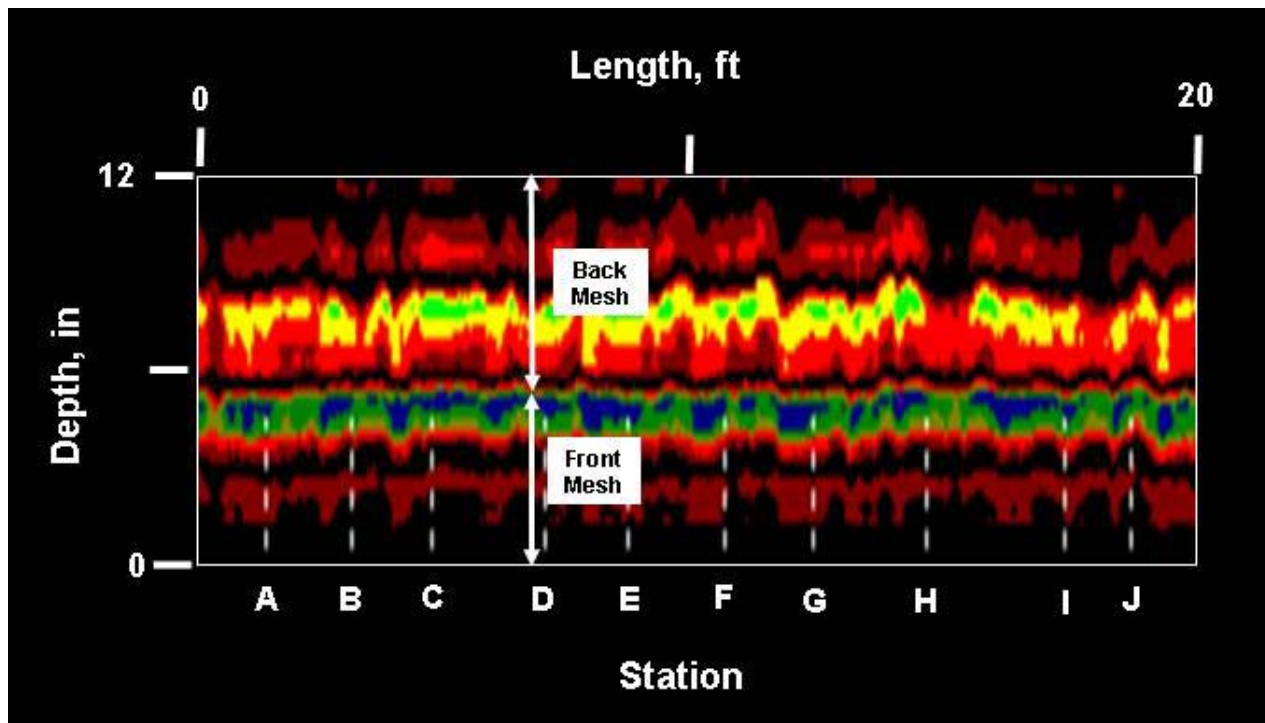 Length, ft
0
20
12
Back
Mesh
Depth, in
Front
Mesh
0
A B C D E F G H I J
Station